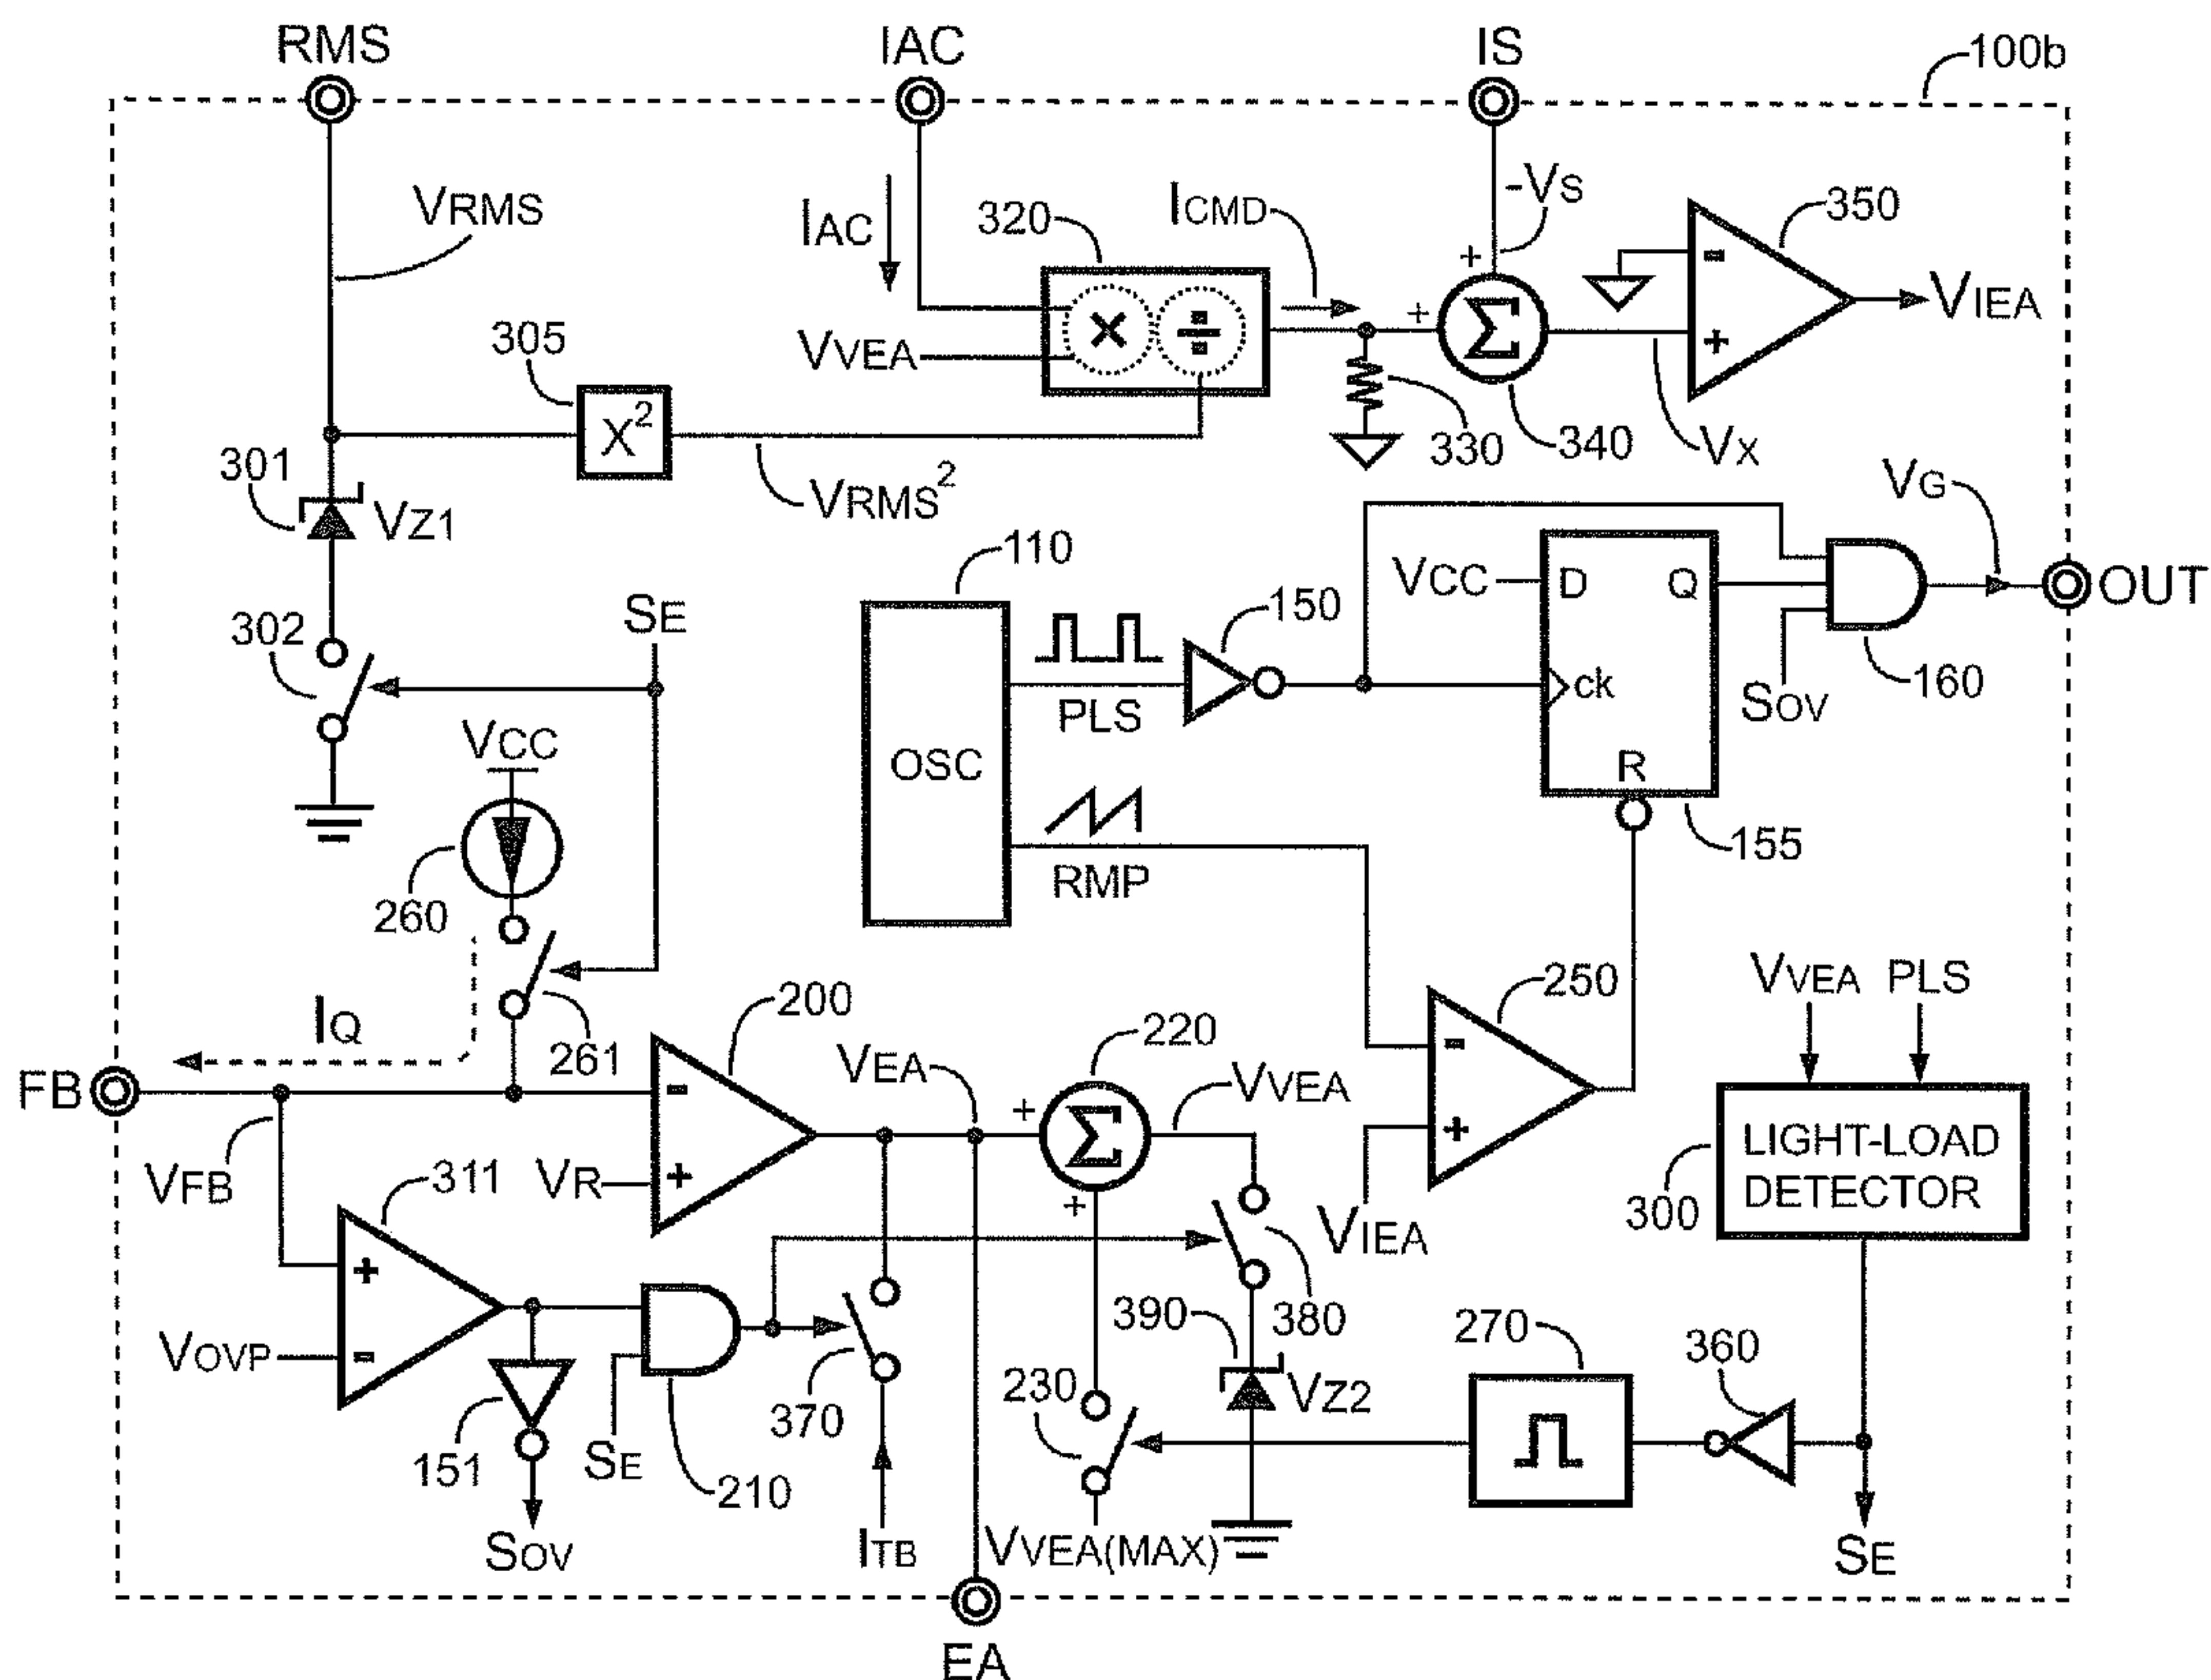 RMS
IAC
IS
100b
VRMS
IAC
320
ICMD
-VS
350
+
-
VIEA
305
×
÷
+
Σ
VVEA
+
X²
330
340
VX
301
VZ1
VRMS²
VG
110
VCC
D
Q
OUT
302
SE
150
ck
160
PLS
SOV
VCC
OSC
R
155
260
RMP
IQ
261
200
VEA
220
250
VVEA
PLS
FB
-
+
Σ
VVEA
-
+
LIGHT-LOAD
DETECTOR
300
VFB
311
VR
+
+
VIEA
+
-
VOVP
390
380
270
360
230
VZ2
370
151
SE
210
SOV
ITB
VVEA(MAX)
SE
EA